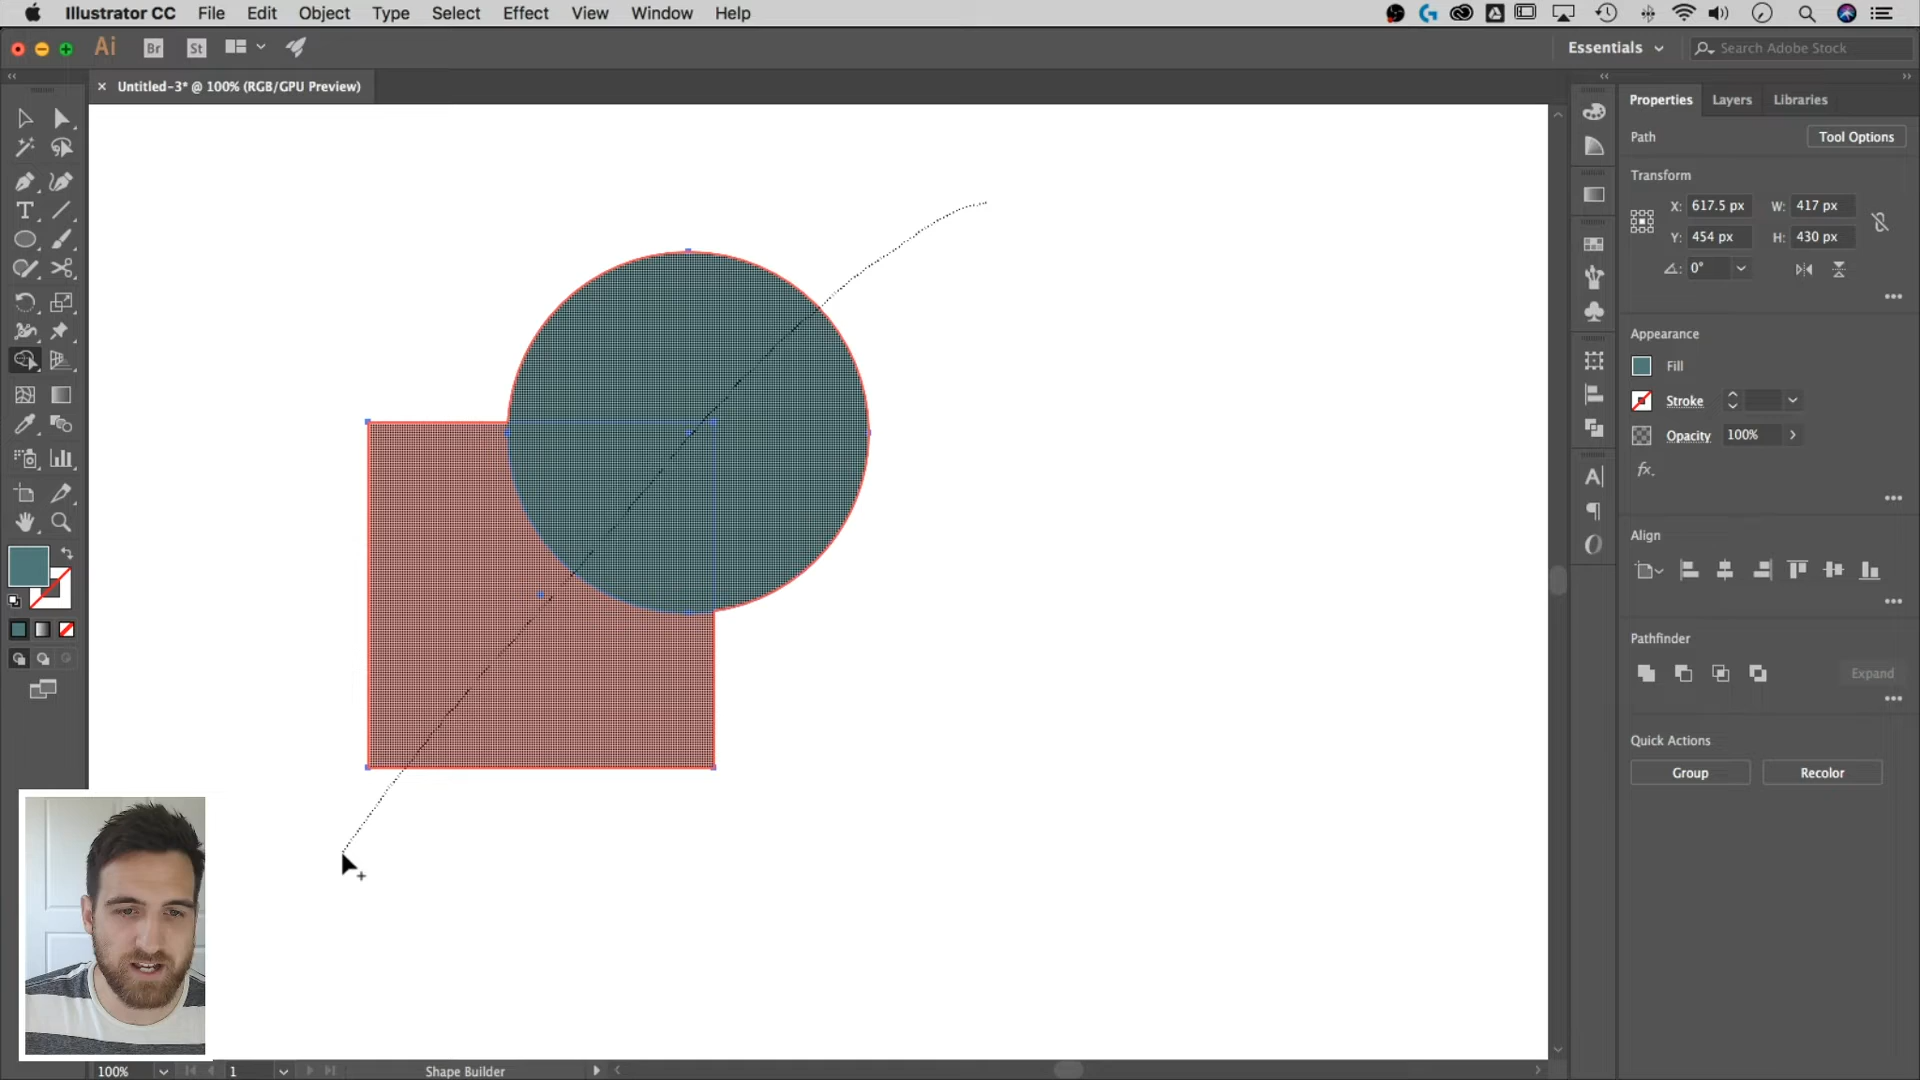 Illustrator CC File Edit Object Type Select Effect View Window Help
Ai Br St Essentials Search Adobe Stock
× Untitled-3* @ 100% (RGB/GPU Preview)
Properties Layers Libraries
Path Tool Options
Transform
X: 617.5 px W: 417 px
Y: 454 px H: 430 px
0°
Appearance
Fill
Stroke
Opacity 100%
fx.
Align
Pathfinder
Expand
Quick Actions
Group Recolor
100% 1 Shape Builder